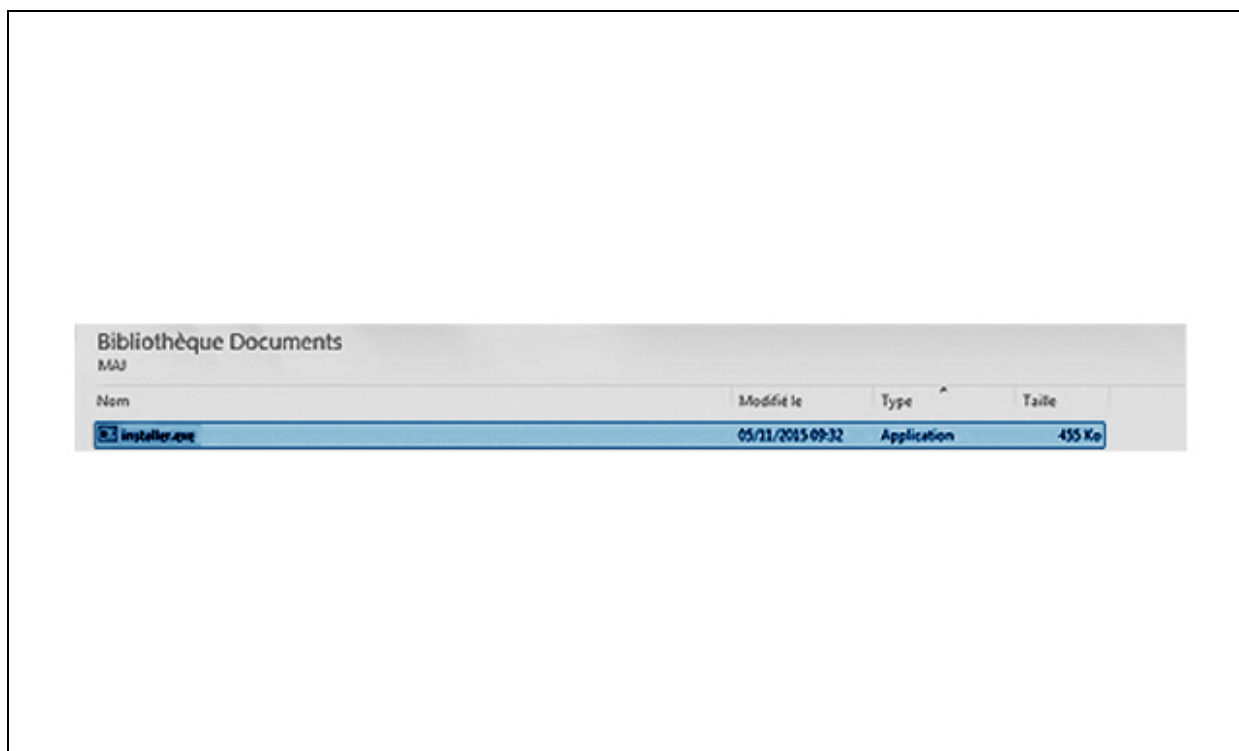 Bibliothèque Documents
MAJ
Nom Modifié le Type Taille
installer.exe 05/11/2015 09:32 Application 455 Ko